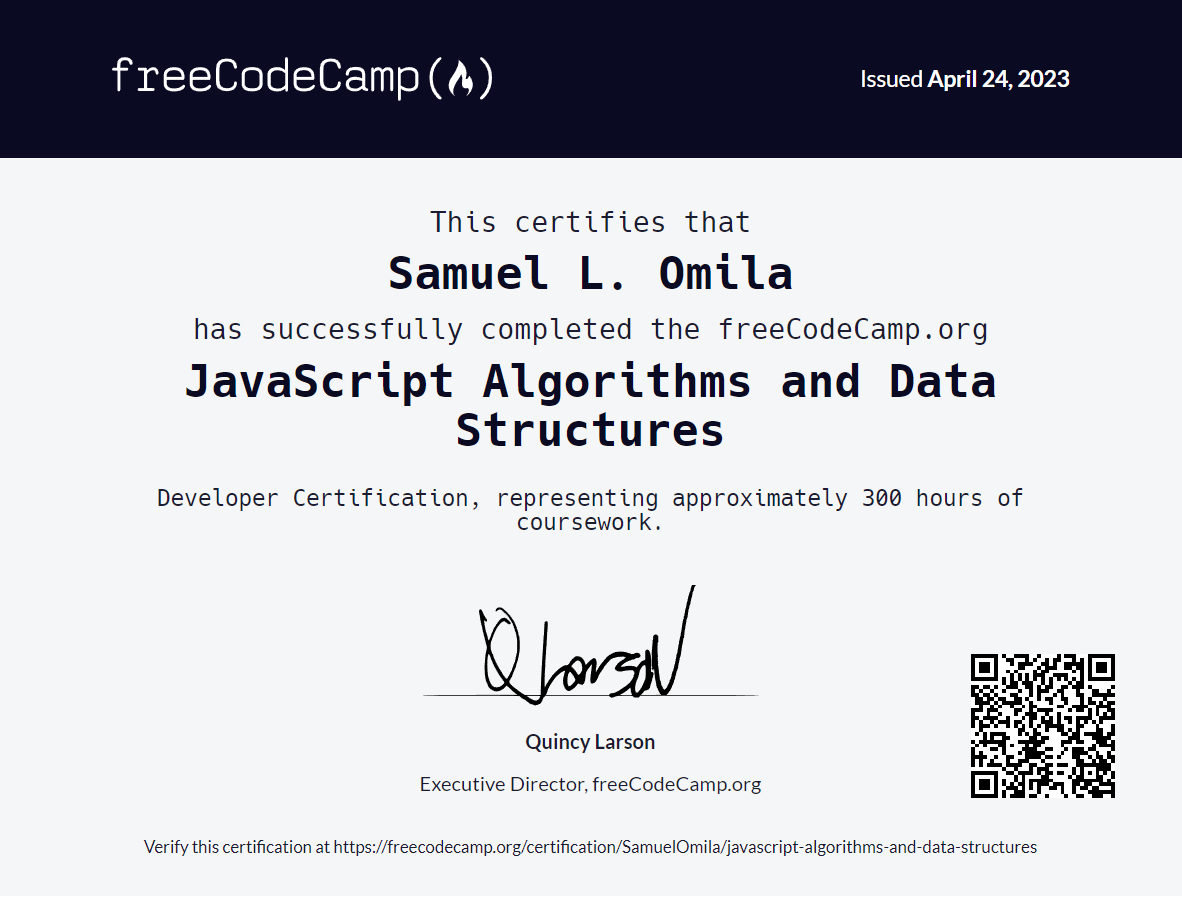 freeCodeCamp
Issued April 24, 2023
This certifies that
Samuel L. Omila
has successfully completed the freeCodeCamp.org
JavaScript Algorithms and Data
Structures
Developer Certification, representing approximately 300 hours of
coursework.
Q Larson
Quincy Larson
Executive Director, freeCodeCamp.org
Verify this certification at https://freecodecamp.org/certification/SamuelOmila/javascript-algorithms-and-data-structures